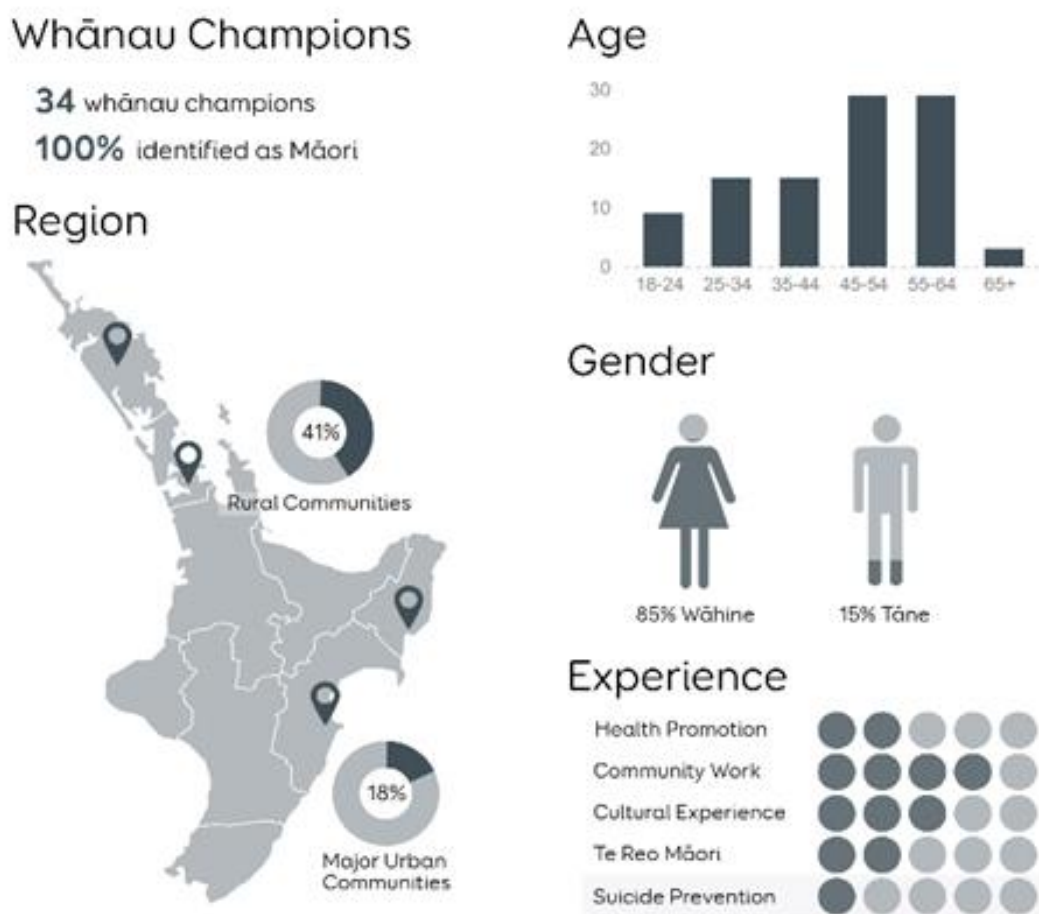 Whānau Champions
34 whānau champions
100% identified as Māori
Region
41%
Rural Communities
18%
Major Urban
Communities
Age
30
20
10
0
18-24 25-34 35-44 45-54 55-64 65+
Gender
85% Wāhine 15% Tāne
Experience
Health Promotion
Community Work
Cultural Experience
Te Reo Māori
Suicide Prevention